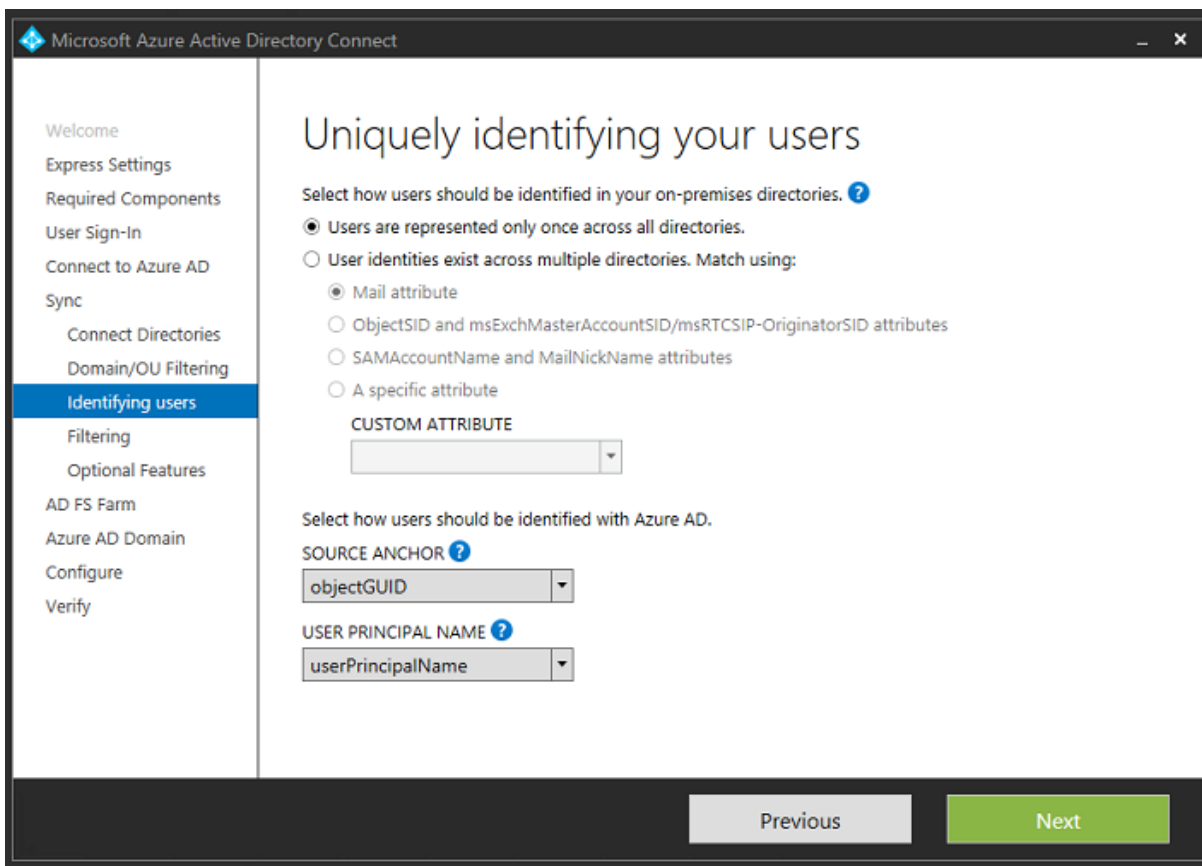 Microsoft Azure Active Directory Connect
Welcome
Express Settings
Required Components
User Sign-In
Connect to Azure AD
Sync
Connect Directories
Domain/OU Filtering
Identifying users
Filtering
Optional Features
AD FS Farm
Azure AD Domain
Configure
Verify
Uniquely identifying your users
Select how users should be identified in your on-premises directories. ?
Users are represented only once across all directories.
User identities exist across multiple directories. Match using:
Mail attribute
ObjectSID and msExchMasterAccountSID/msRTCSIP-OriginatorSID attributes
SAMAccountName and MailNickName attributes
A specific attribute
CUSTOM ATTRIBUTE
Select how users should be identified with Azure AD.
SOURCE ANCHOR ?
objectGUID
USER PRINCIPAL NAME ?
userPrincipalName
Previous
Next